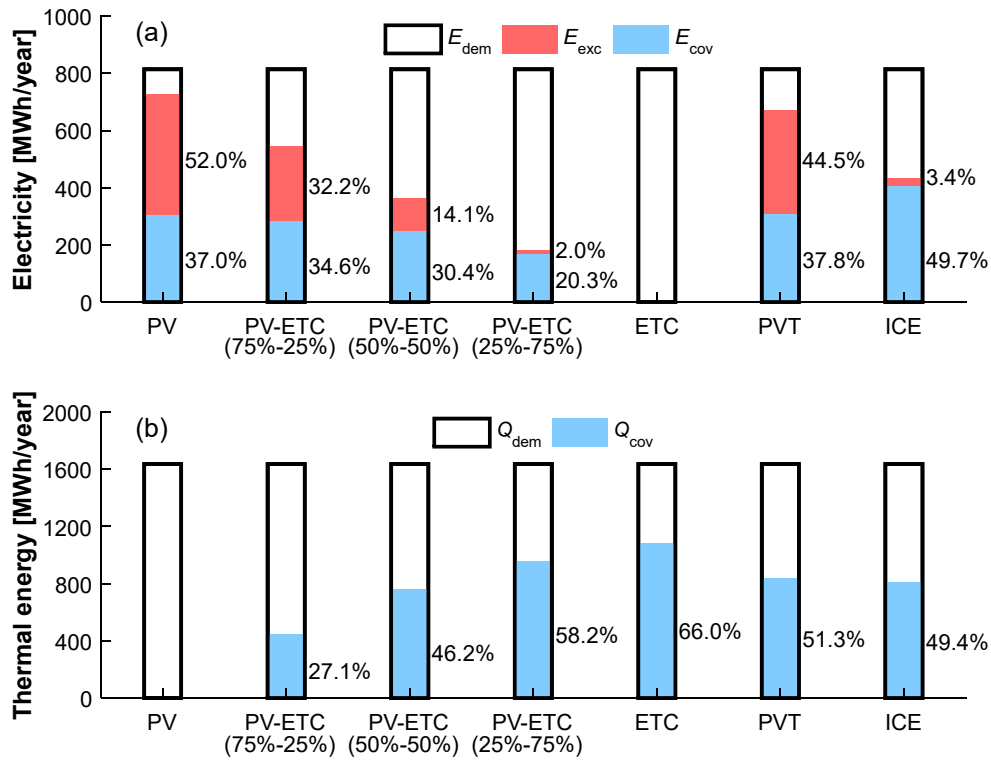 (a)
E_dem E_exc E_cov
Electricity [MWh/year]
1000
800
600
400
200
0
52.0%
37.0%
32.2%
34.6%
14.1%
30.4%
2.0%
20.3%
44.5%
37.8%
3.4%
49.7%
PV
PV-ETC
(75%-25%)
PV-ETC
(50%-50%)
PV-ETC
(25%-75%)
ETC
PVT
ICE
(b)
Q_dem Q_cov
Thermal energy [MWh/year]
2000
1600
1200
800
400
0
27.1%
46.2%
58.2%
66.0%
51.3%
49.4%
PV
PV-ETC
(75%-25%)
PV-ETC
(50%-50%)
PV-ETC
(25%-75%)
ETC
PVT
ICE